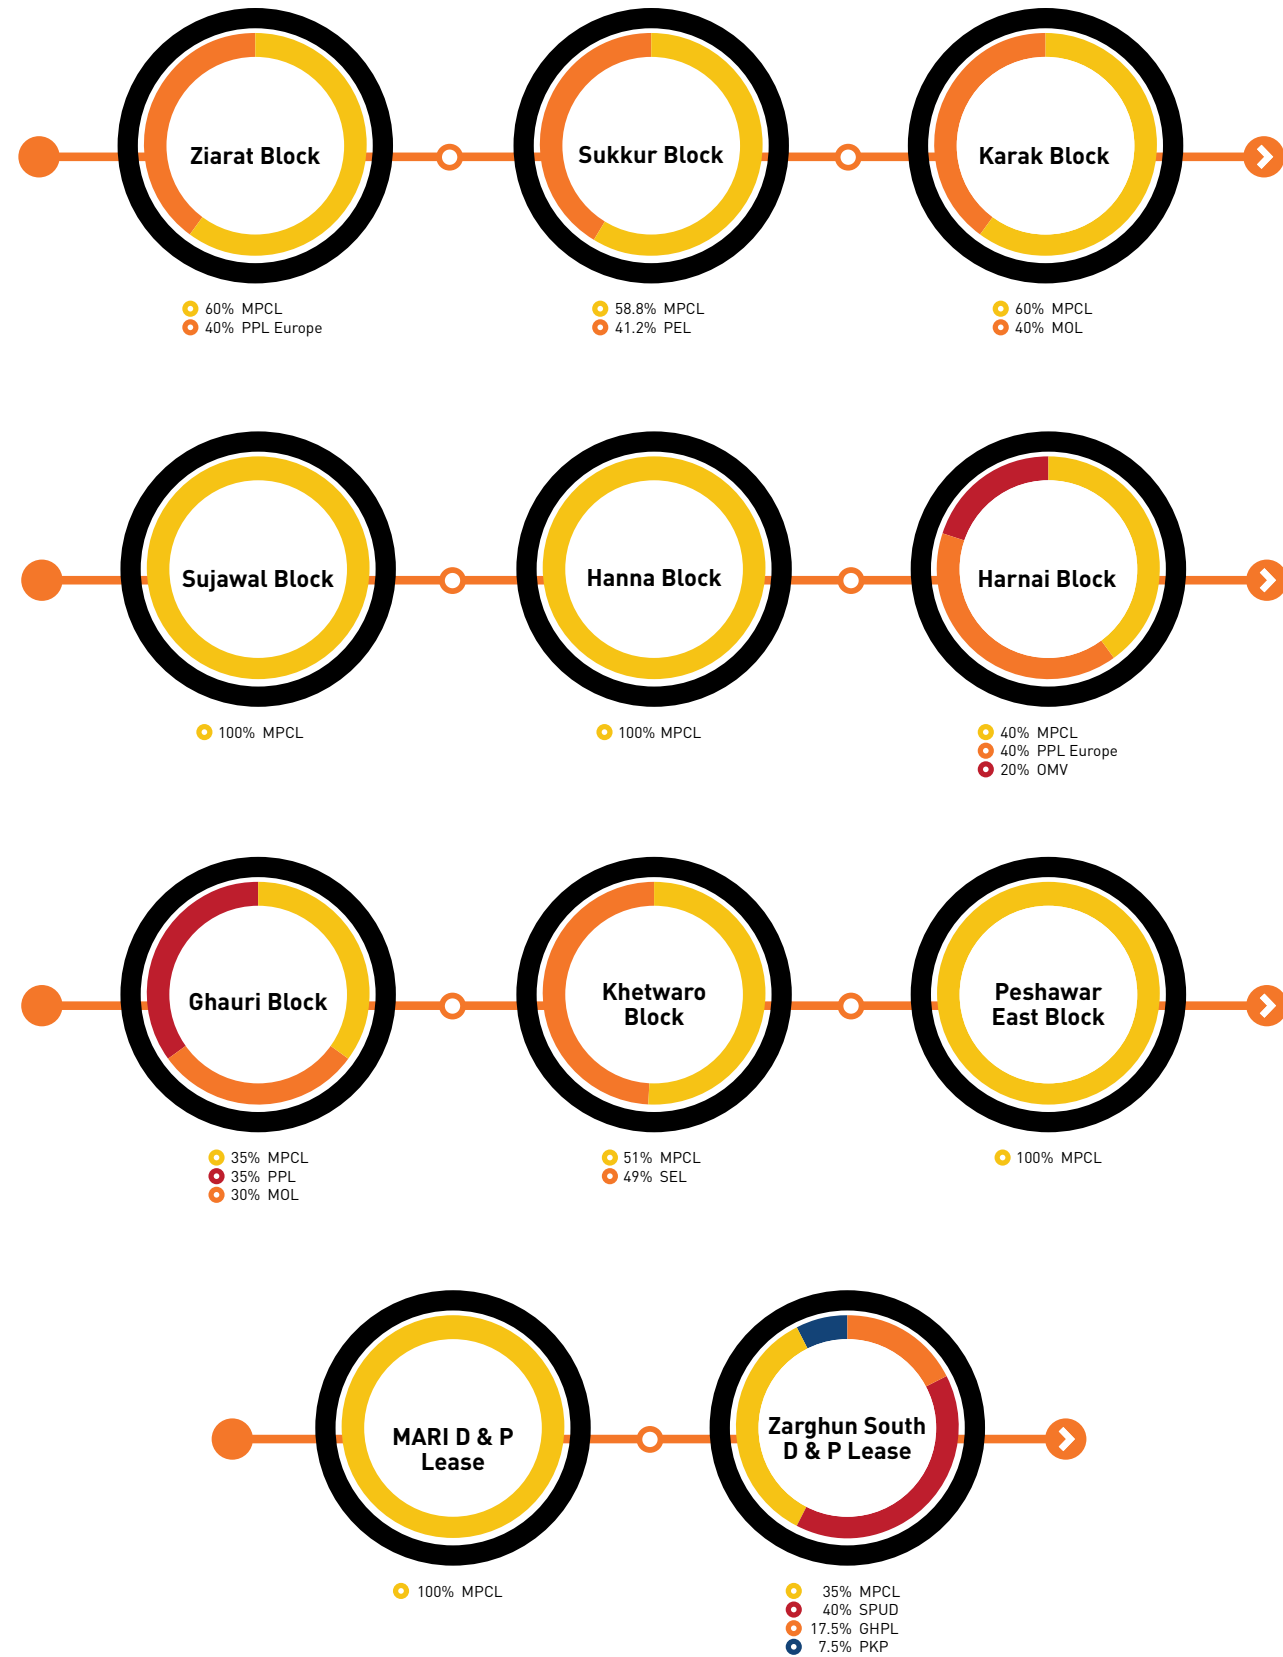 Ziarat Block
60% MPCL
40% PPL Europe
Sukkur Block
58.8% MPCL
41.2% PEL
Karak Block
60% MPCL
40% MOL
Sujawal Block
100% MPCL
Hanna Block
100% MPCL
Harnai Block
40% MPCL
40% PPL Europe
20% OMV
Ghauri Block
35% MPCL
35% PPL
30% MOL
Khetwaro
Block
51% MPCL
49% SEL
Peshawar
East Block
100% MPCL
MARI D & P
Lease
100% MPCL
Zarghun South
D & P Lease
35% MPCL
40% SPUD
17.5% GHPL
7.5% PKP